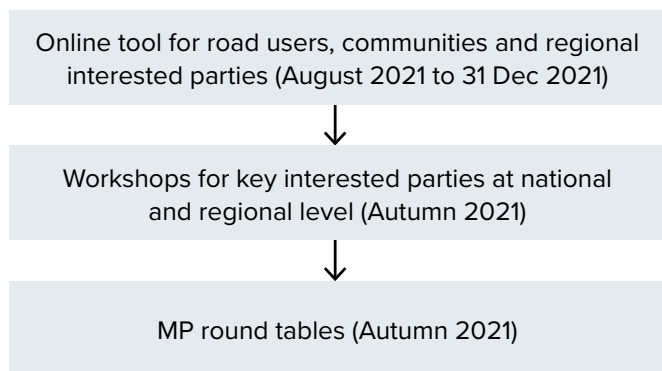 Online tool for road users, communities and regional
interested parties (August 2021 to 31 Dec 2021)
Workshops for key interested parties at national
and regional level (Autumn 2021)
MP round tables (Autumn 2021)